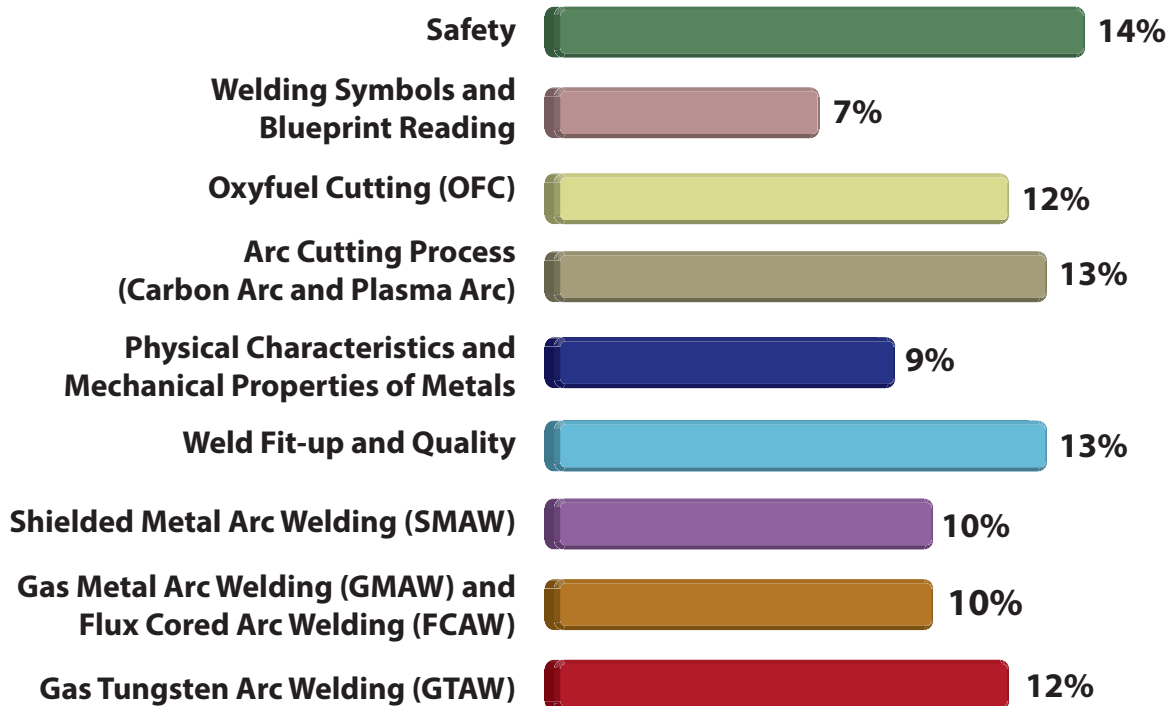 Safety 14%
Welding Symbols and
Blueprint Reading 7%
Oxyfuel Cutting (OFC) 12%
Arc Cutting Process
(Carbon Arc and Plasma Arc) 13%
Physical Characteristics and
Mechanical Properties of Metals 9%
Weld Fit-up and Quality 13%
Shielded Metal Arc Welding (SMAW) 10%
Gas Metal Arc Welding (GMAW) and
Flux Cored Arc Welding (FCAW) 10%
Gas Tungsten Arc Welding (GTAW) 12%